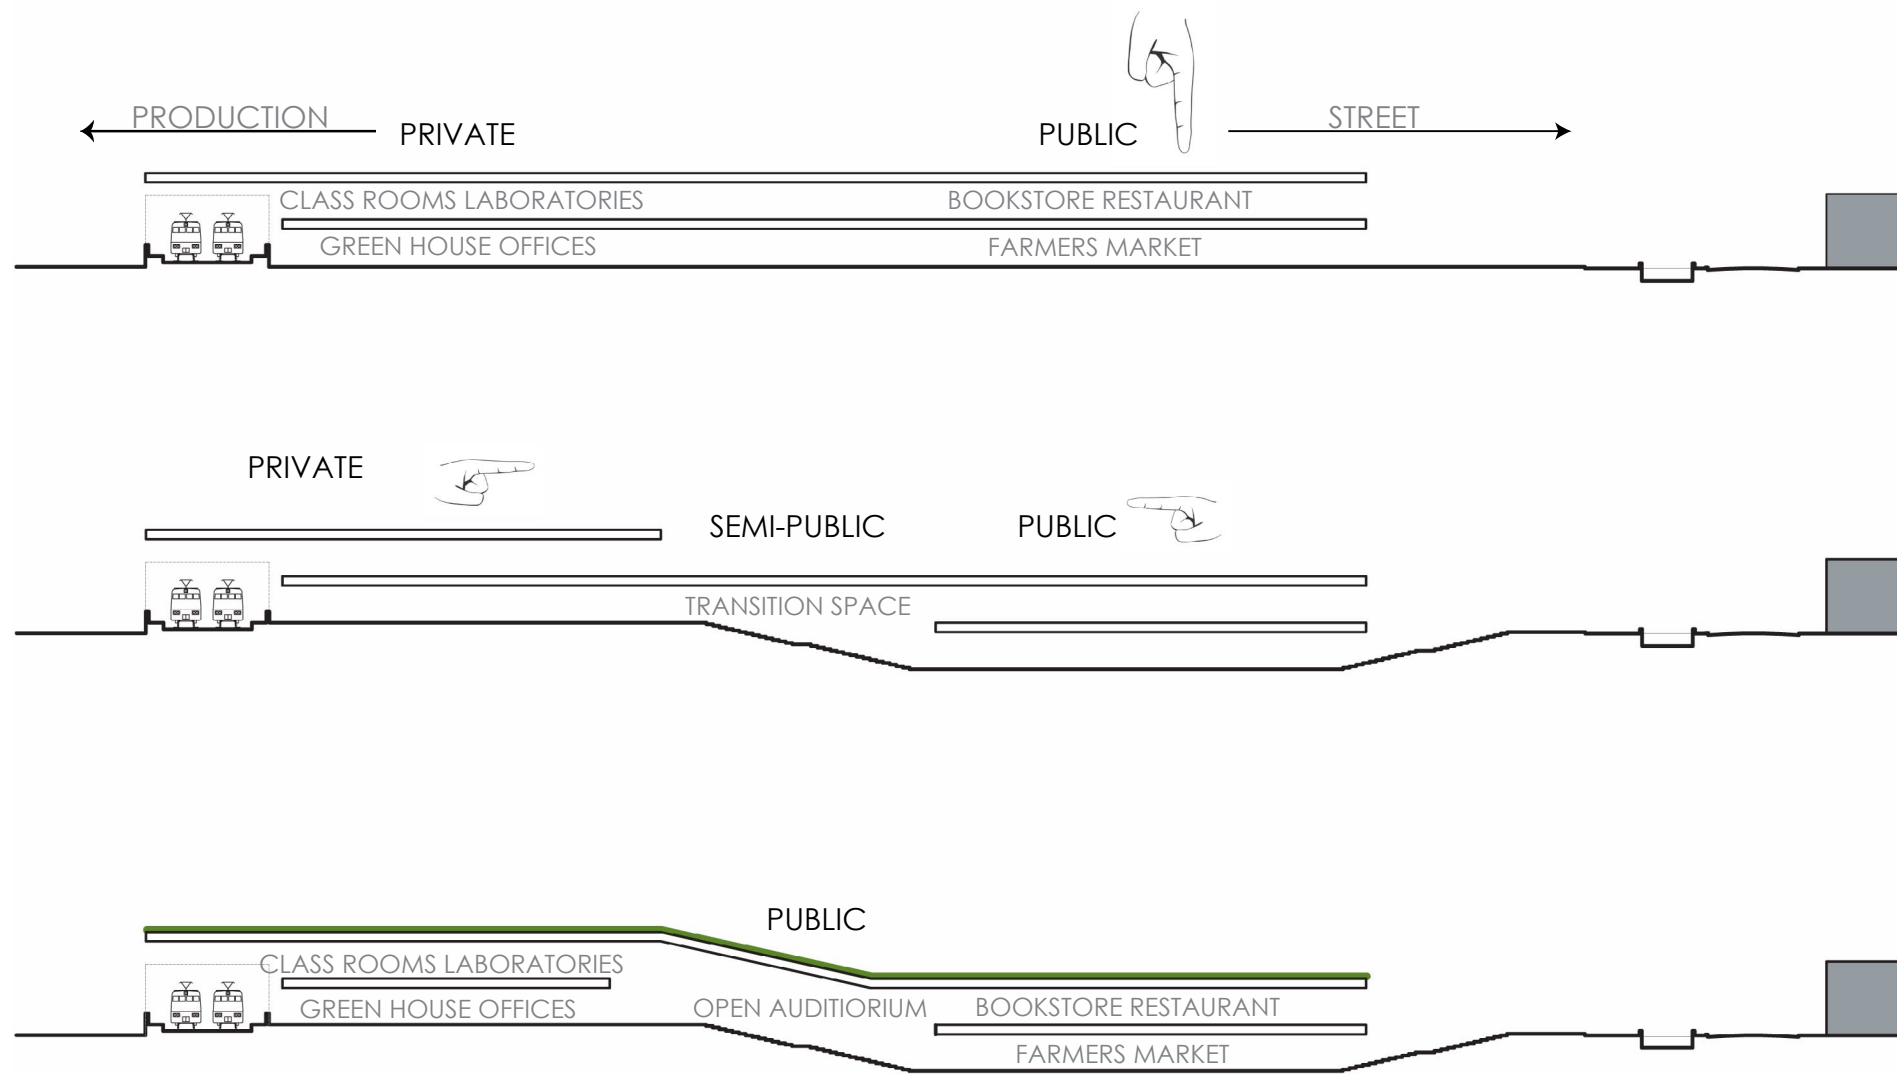 PRODUCTION
PRIVATE
PUBLIC
STREET
CLASS ROOMS LABORATORIES
BOOKSTORE RESTAURANT
GREEN HOUSE OFFICES
FARMERS MARKET
PRIVATE
SEMI-PUBLIC
PUBLIC
TRANSITION SPACE
PUBLIC
CLASS ROOMS LABORATORIES
GREEN HOUSE OFFICES
OPEN AUDITIORIUM
BOOKSTORE RESTAURANT
FARMERS MARKET